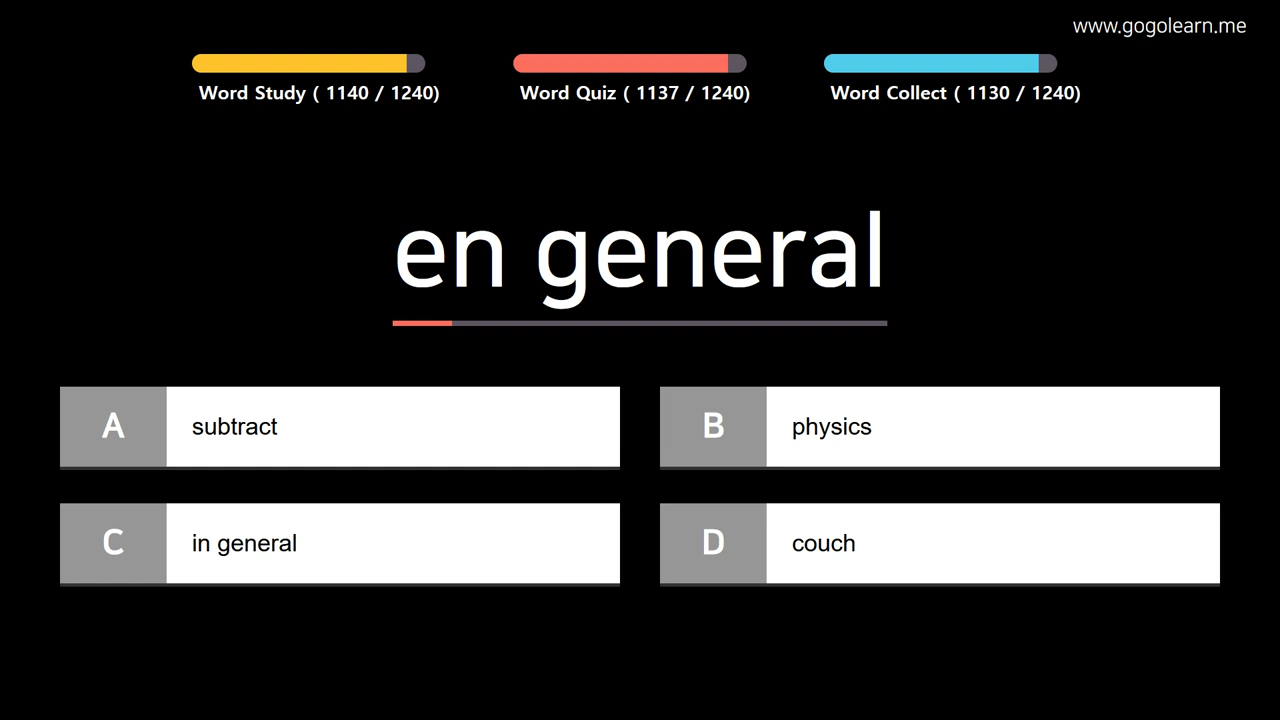 www.gogolearn.me
Word Study ( 1140 / 1240)
Word Quiz ( 1137 / 1240)
Word Collect ( 1130 / 1240)
en general
A
subtract
B
physics
C
in general
D
couch